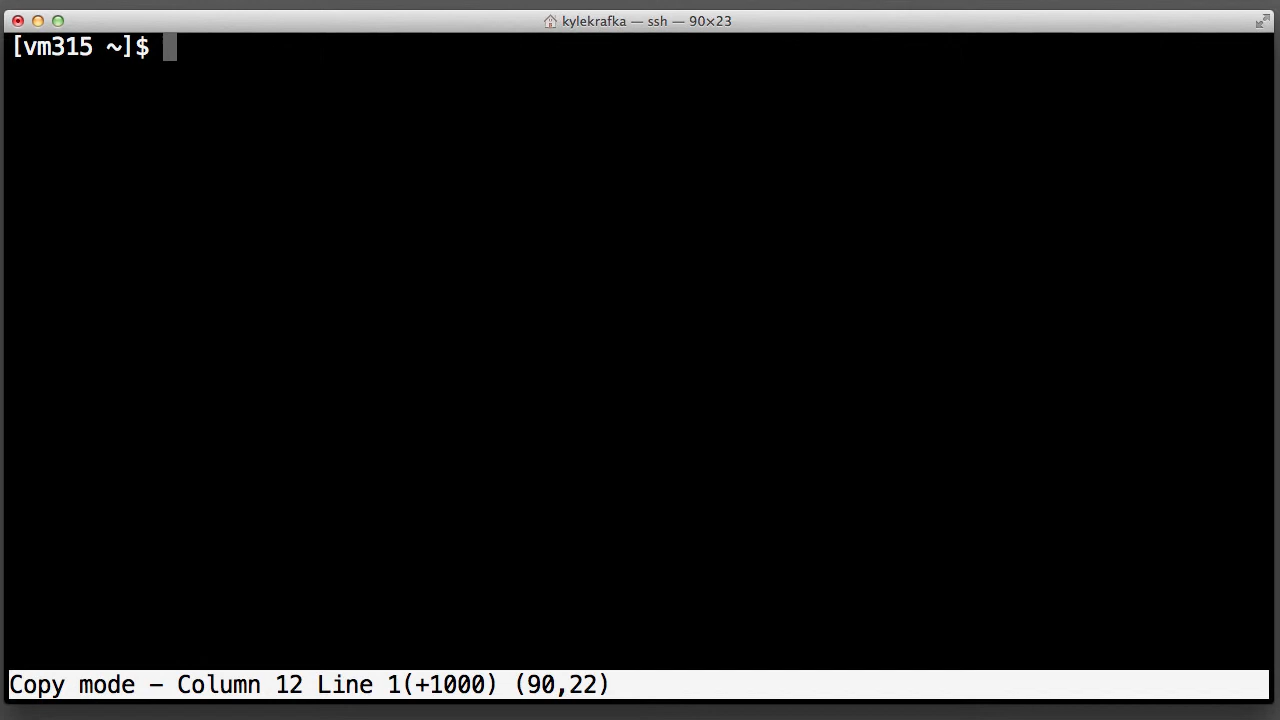 kylekrafka — ssh — 90×23
[vm315 ~]$
Copy mode - Column 12 Line 1(+1000) (90,22)